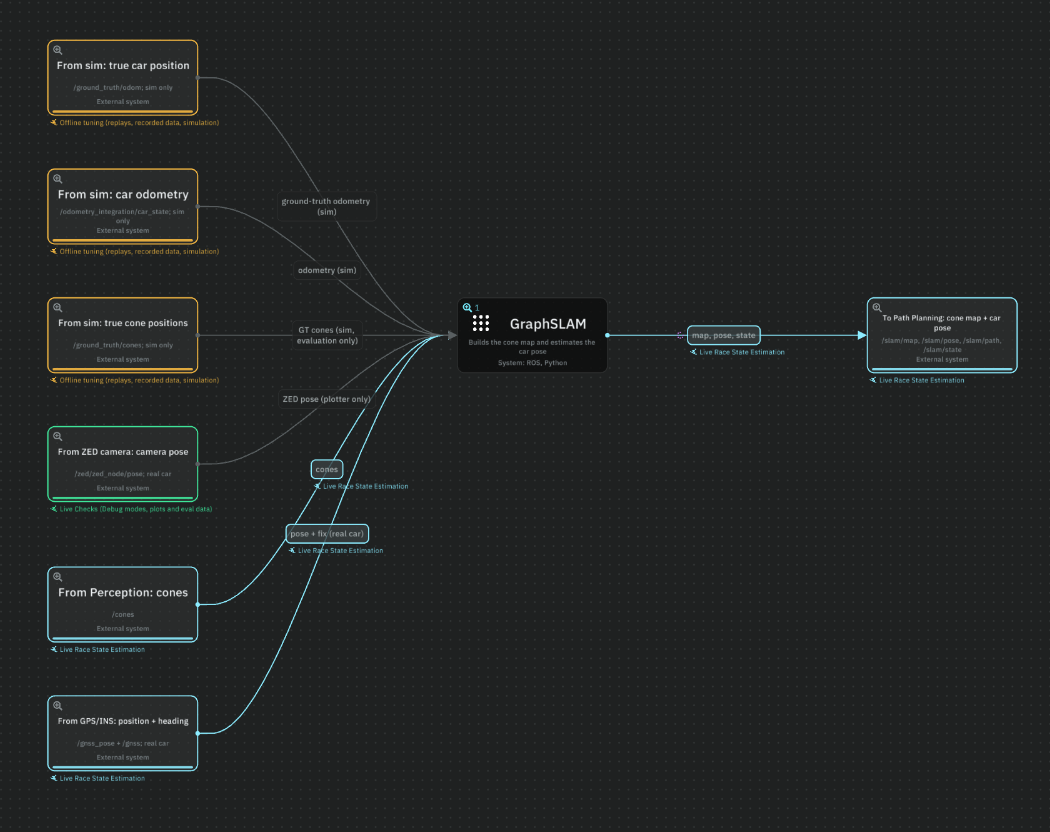 From sim: true car position
/ground_truth/odom; sim only
External system
Offline tuning (replays, recorded data, simulation)
From sim: car odometry
/odometry_integration/car_state; sim
only
External system
Offline tuning (replays, recorded data, simulation)
ground-truth odometry
(sim)
odometry (sim)
From sim: true cone positions
/ground_truth/cones; sim only
External system
Offline tuning (replays, recorded data, simulation)
GT cones (sim,
evaluation only)
1
GraphSLAM
Builds the cone map and estimates the
car pose
System: ROS, Python
map, pose, state
Live Race State Estimation
To Path Planning: cone map + car
pose
/slam/map, /slam/pose, /slam/path,
/slam/state
External system
Live Race State Estimation
ZED pose (plotter only)
From ZED camera: camera pose
/zed/zed_node/pose; real car
External system
Live Checks (Debug modes, plots and eval data)
cones
Live Race State Estimation
pose + fix (real car)
Live Race State Estimation
From Perception: cones
/cones
External system
Live Race State Estimation
From GPS/INS: position + heading
/gnss_pose + /gnss; real car
External system
Live Race State Estimation